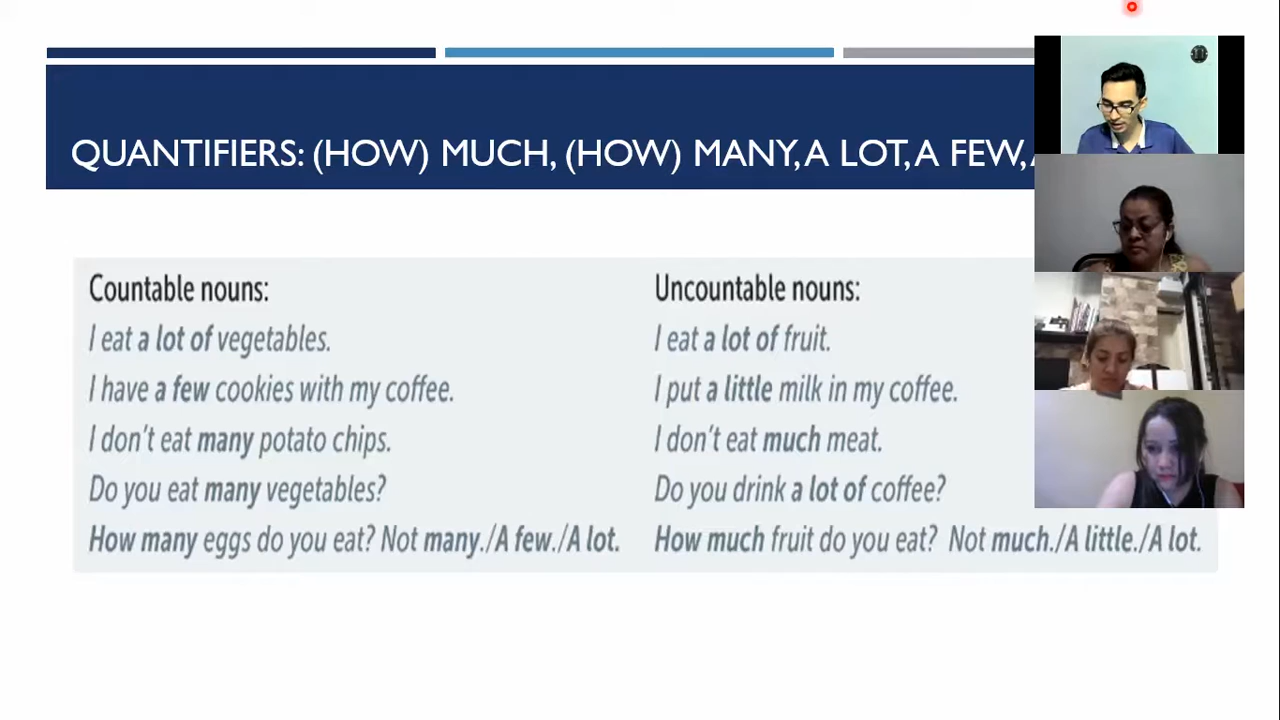 QUANTIFIERS: (HOW) MUCH, (HOW) MANY, A LOT, A FEW,
Countable nouns:
I eat a lot of vegetables.
I have a few cookies with my coffee.
I don't eat many potato chips.
Do you eat many vegetables?
How many eggs do you eat? Not many./A few./A lot.
Uncountable nouns:
I eat a lot of fruit.
I put a little milk in my coffee.
I don't eat much meat.
Do you drink a lot of coffee?
How much fruit do you eat? Not much./A little./A lot.